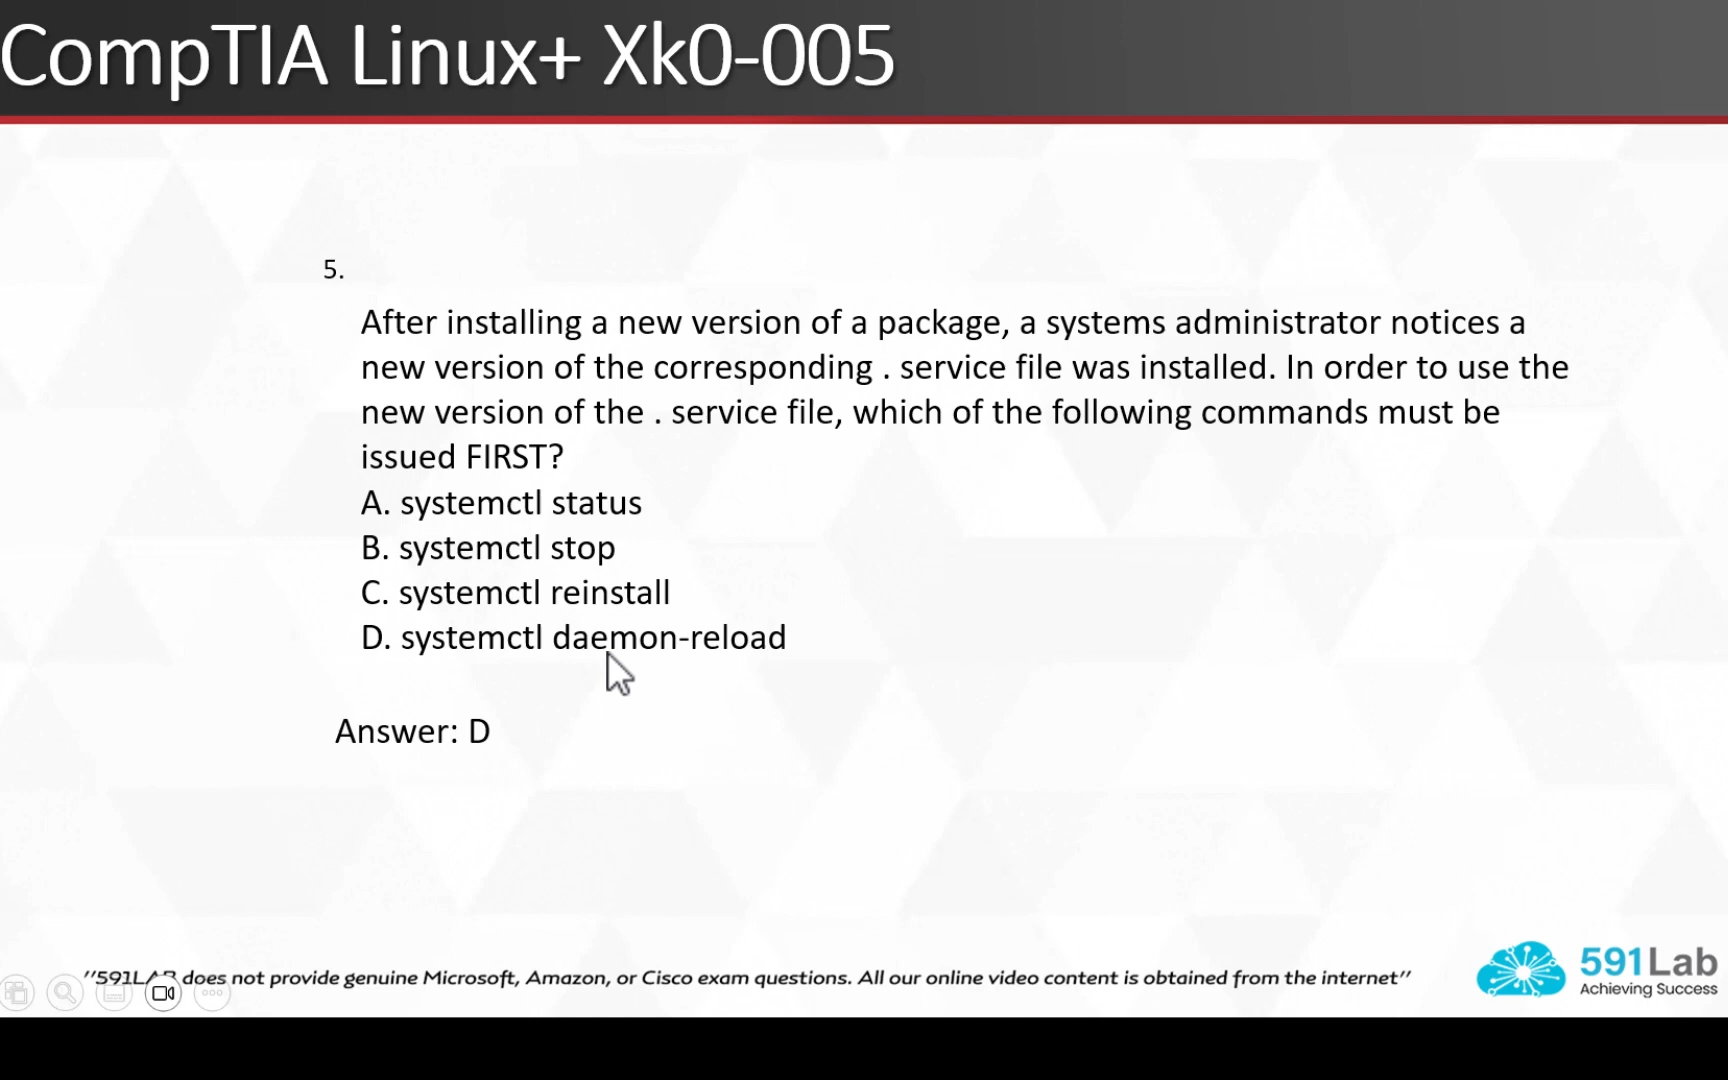 CompTIA Linux+ Xk0-005
5.
After installing a new version of a package, a systems administrator notices a
new version of the corresponding . service file was installed. In order to use the
new version of the . service file, which of the following commands must be
issued FIRST?
A. systemctl status
B. systemctl stop
C. systemctl reinstall
D. systemctl daemon-reload
Answer: D
"591LAB does not provide genuine Microsoft, Amazon, or Cisco exam questions. All our online video content is obtained from the internet"
591Lab
Achieving Success